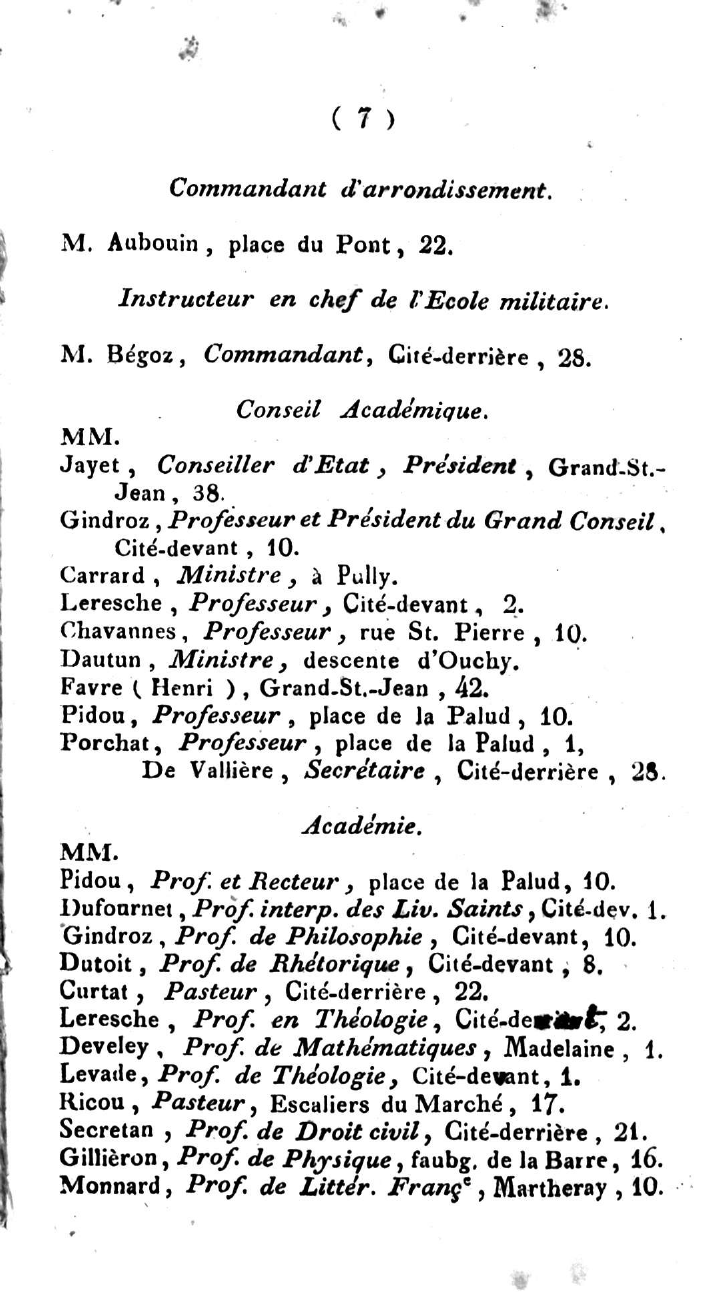 ( 7 )
Commandant d'arrondissement.
M. Aubouin, place du Pont, 22.
Instructeur en chef de l'Ecole militaire.
M. Bégoz, Commandant, Cité-derrière, 28.
Conseil Académique.
MM.
Jayet, Conseiller d'Etat, Président, Grand-St.-
Jean, 38.
Gindroz, Professeur et Président du Grand Conseil,
Cité-devant, 10.
Carrard, Ministre, à Pully.
Leresche, Professeur, Cité-devant, 2.
Chavannes, Professeur, rue St. Pierre, 10.
Dautun, Ministre, descente d'Ouchy.
Favre ( Henri ), Grand-St.-Jean, 42.
Pidou, Professeur, place de la Palud, 10.
Porchat, Professeur, place de la Palud, 1,
De Vallière, Secrétaire, Cité-derrière, 28.
Académie.
MM.
Pidou, Prof. et Recteur, place de la Palud, 10.
Dufournet, Prof. interp. des Liv. Saints, Cité-dev. 1.
Gindroz, Prof. de Philosophie, Cité-devant, 10.
Dutoit, Prof. de Rhétorique, Cité-devant, 8.
Curtat, Pasteur, Cité-derrière, 22.
Leresche, Prof. en Théologie, 2.
Develey, Prof. de Mathématiques, Madelaine, 1.
Levade, Prof. de Théologie, Cité-devant, 1.
Ricou, Pasteur, Escaliers du Marché, 17.
Secretan, Prof. de Droit civil, Cité-derrière, 21.
Gillièron, Prof. de Physique, faubg. de la Barre, 16.
Monnard, Prof. de Littér. Françᵉ, Martheray, 10.